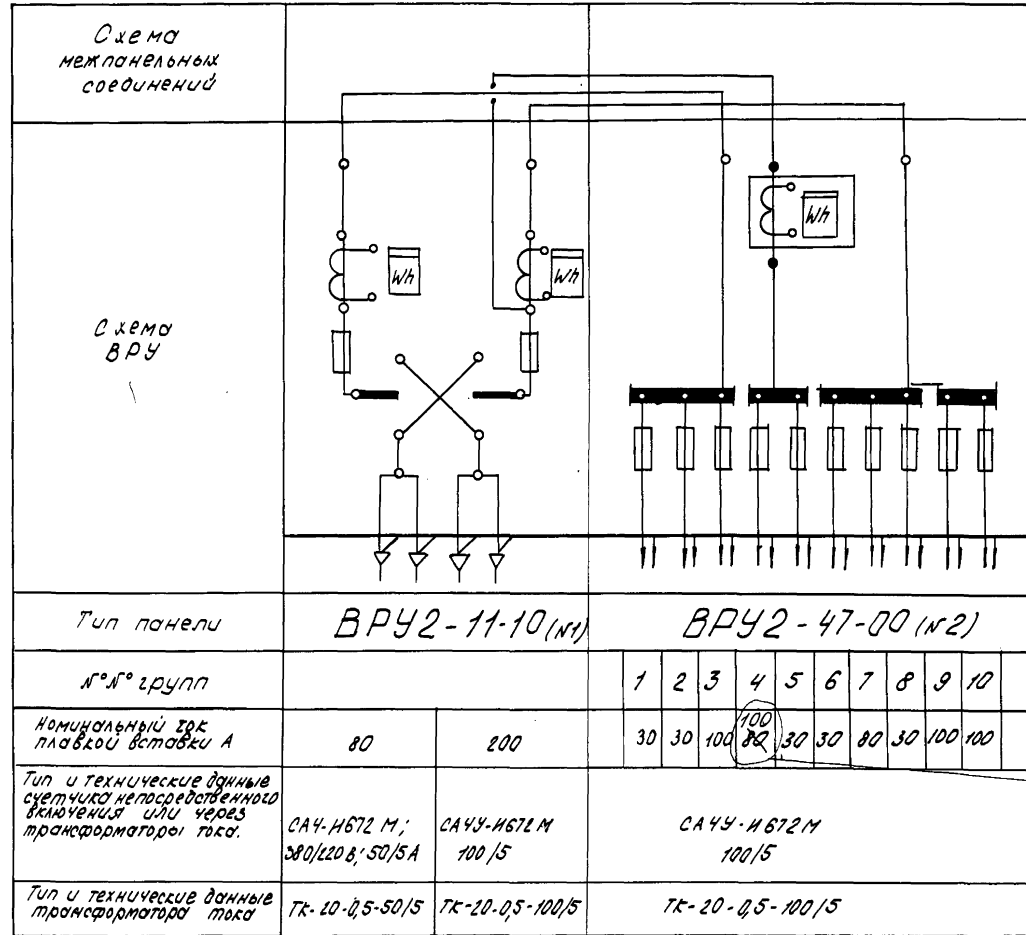 Схема
межпанельных
соединений
Wh
Wh
Wh
Схема
ВРУ
Тип панели
ВРУ2-11-10 (№1)
ВРУ2-47-00 (№2)
№№ групп
1 2 3 4 5 6 7 8 9 10
Номинальный ток
плавкой вставки А
80
200
100
30 30 100 80 30 30 80 30 100 100
Тип и технические данные
счетчика непосредственного
включения или через
трансформаторы тока.
САЧ-И672 М;
380/220 В; 50/5А
САЧУ-И672 М
100/5
САЧУ-И672М
100/5
Тип и технические данные
трансформатора тока
ТК-20-0,5-50/5
ТК-20-0,5-100/5
ТК-20-0,5-100/5